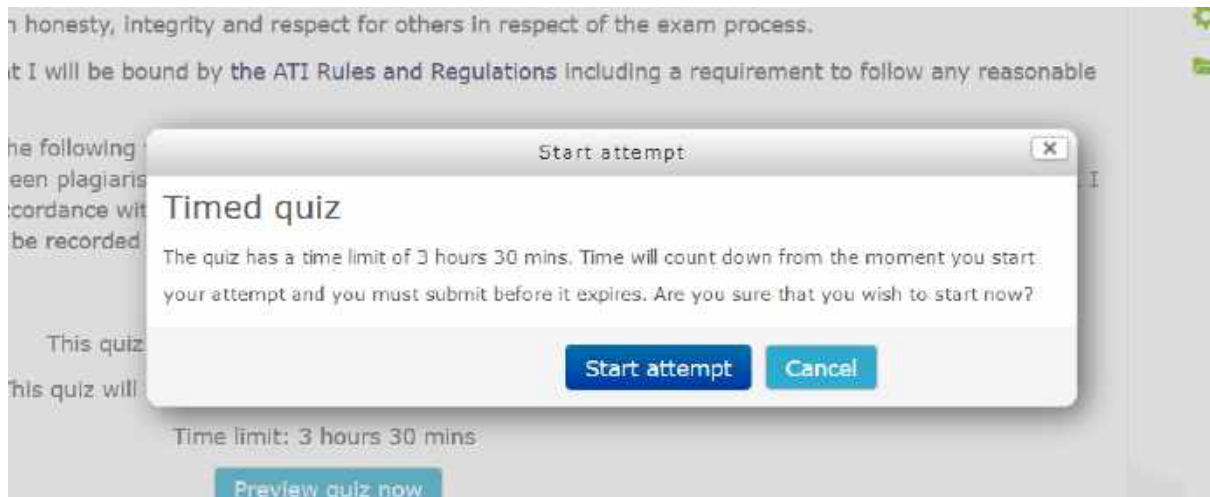 honesty, integrity and respect for others in respect of the exam process.
I will be bound by the ATI Rules and Regulations including a requirement to follow any reasonable
following
Start attempt
been plagiaris
I
Timed quiz
accordance wit
be recorded
The quiz has a time limit of 3 hours 30 mins. Time will count down from the moment you start
your attempt and you must submit before it expires. Are you sure that you wish to start now?
This quiz
Start attempt Cancel
This quiz will
Time limit: 3 hours 30 mins
Preview quiz now